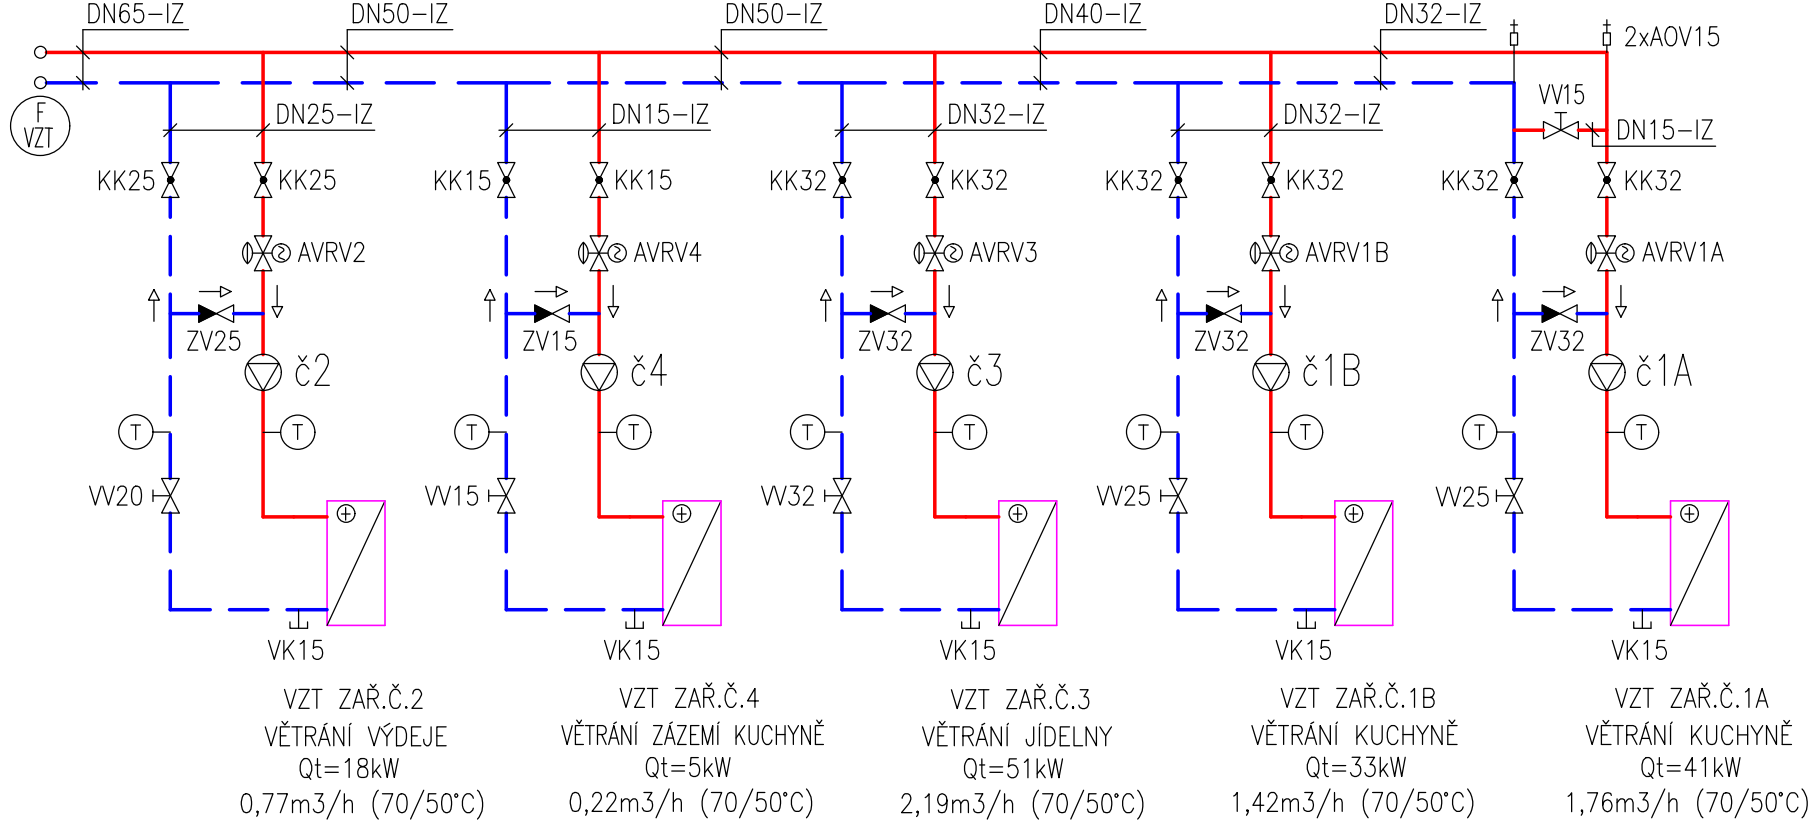 DN65-IZ
DN50-IZ
DN50-IZ
DN40-IZ
DN32-IZ
2xAOV15
F
VZT
VV15
DN25-IZ
DN15-IZ
DN32-IZ
DN32-IZ
DN15-IZ
KK25
KK25
KK15
KK15
KK32
KK32
KK32
KK32
KK32
KK32
AVRV2
AVRV4
AVRV3
AVRV1B
AVRV1A
ZV25
ZV15
ZV32
ZV32
ZV32
č2
č4
č3
č1B
č1A
T
T
T
T
T
T
T
T
T
T
VV20
VV15
VV32
VV25
VV25
VK15
VK15
VK15
VK15
VK15
VZT ZAŘ.Č.2
VĚTRÁNÍ VÝDEJE
Qt=18kW
0,77m3/h (70/50°C)
VZT ZAŘ.Č.4
VĚTRÁNÍ ZÁZEMÍ KUCHYNĚ
Qt=5kW
0,22m3/h (70/50°C)
VZT ZAŘ.Č.3
VĚTRÁNÍ JÍDELNY
Qt=51kW
2,19m3/h (70/50°C)
VZT ZAŘ.Č.1B
VĚTRÁNÍ KUCHYNĚ
Qt=33kW
1,42m3/h (70/50°C)
VZT ZAŘ.Č.1A
VĚTRÁNÍ KUCHYNĚ
Qt=41kW
1,76m3/h (70/50°C)